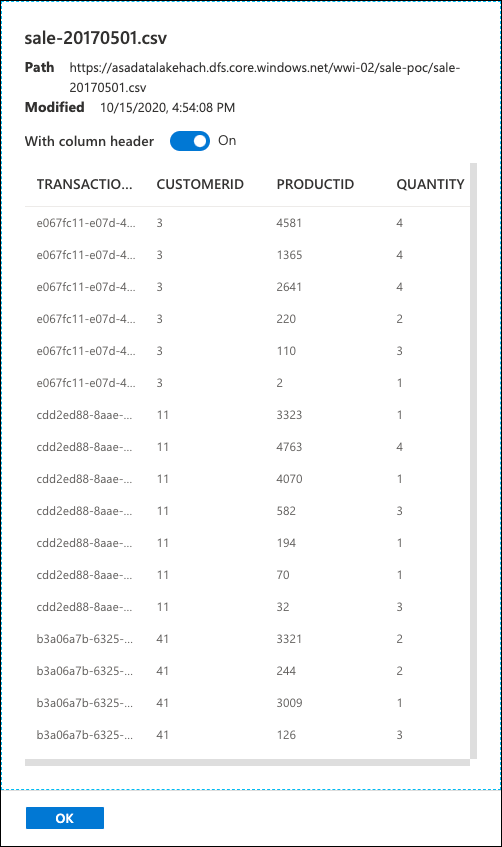 sale-20170501.csv
Path https://asadatalakehach.dfs.core.windows.net/wwi-02/sale-poc/sale-
20170501.csv
Modified 10/15/2020, 4:54:08 PM
With column header On
TRANSACTIO... CUSTOMERID PRODUCTID QUANTITY
e067fc11-e07d-4... 3 4581 4
e067fc11-e07d-4... 3 1365 4
e067fc11-e07d-4... 3 2641 4
e067fc11-e07d-4... 3 220 2
e067fc11-e07d-4... 3 110 3
e067fc11-e07d-4... 3 2 1
cdd2ed88-8aae-... 11 3323 1
cdd2ed88-8aae-... 11 4763 4
cdd2ed88-8aae-... 11 4070 1
cdd2ed88-8aae-... 11 582 3
cdd2ed88-8aae-... 11 194 1
cdd2ed88-8aae-... 11 70 1
cdd2ed88-8aae-... 11 32 3
b3a06a7b-6325-... 41 3321 2
b3a06a7b-6325-... 41 244 2
b3a06a7b-6325-... 41 3009 1
b3a06a7b-6325-... 41 126 3
OK